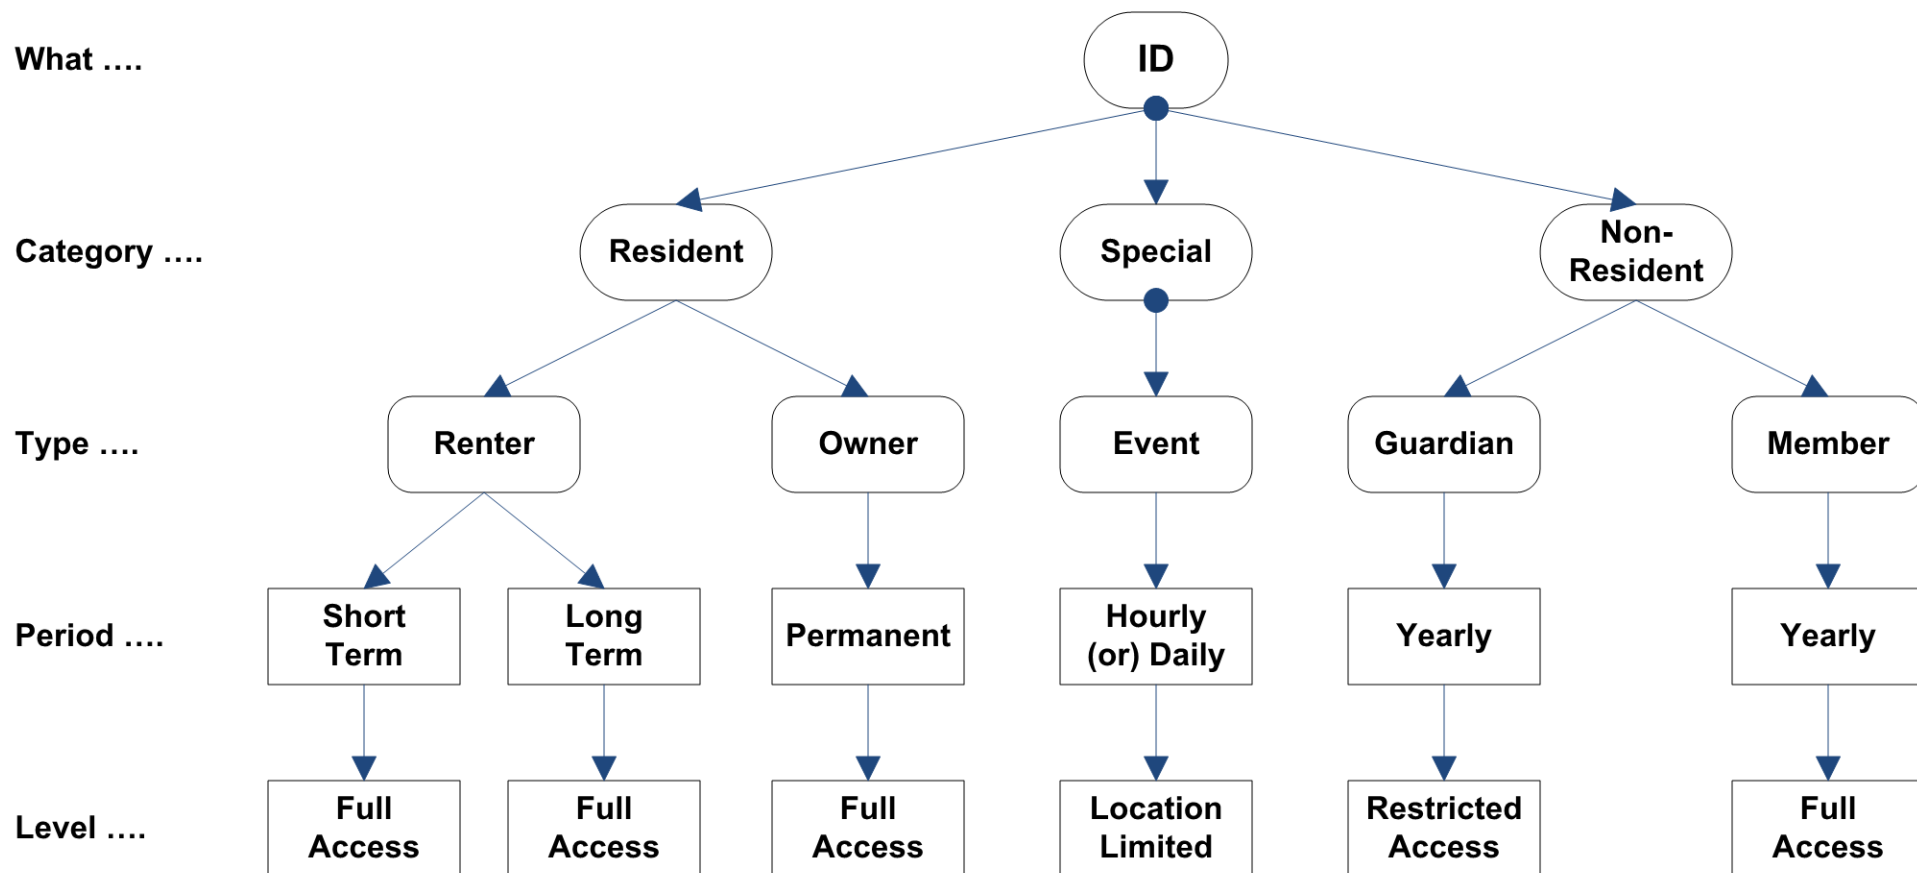 What ....
ID
Category ....
Resident
Special
Non-
Resident
Type ....
Renter
Owner
Event
Guardian
Member
Period ....
Short
Term
Long
Term
Permanent
Hourly
(or) Daily
Yearly
Yearly
Level ....
Full
Access
Full
Access
Full
Access
Location
Limited
Restricted
Access
Full
Access